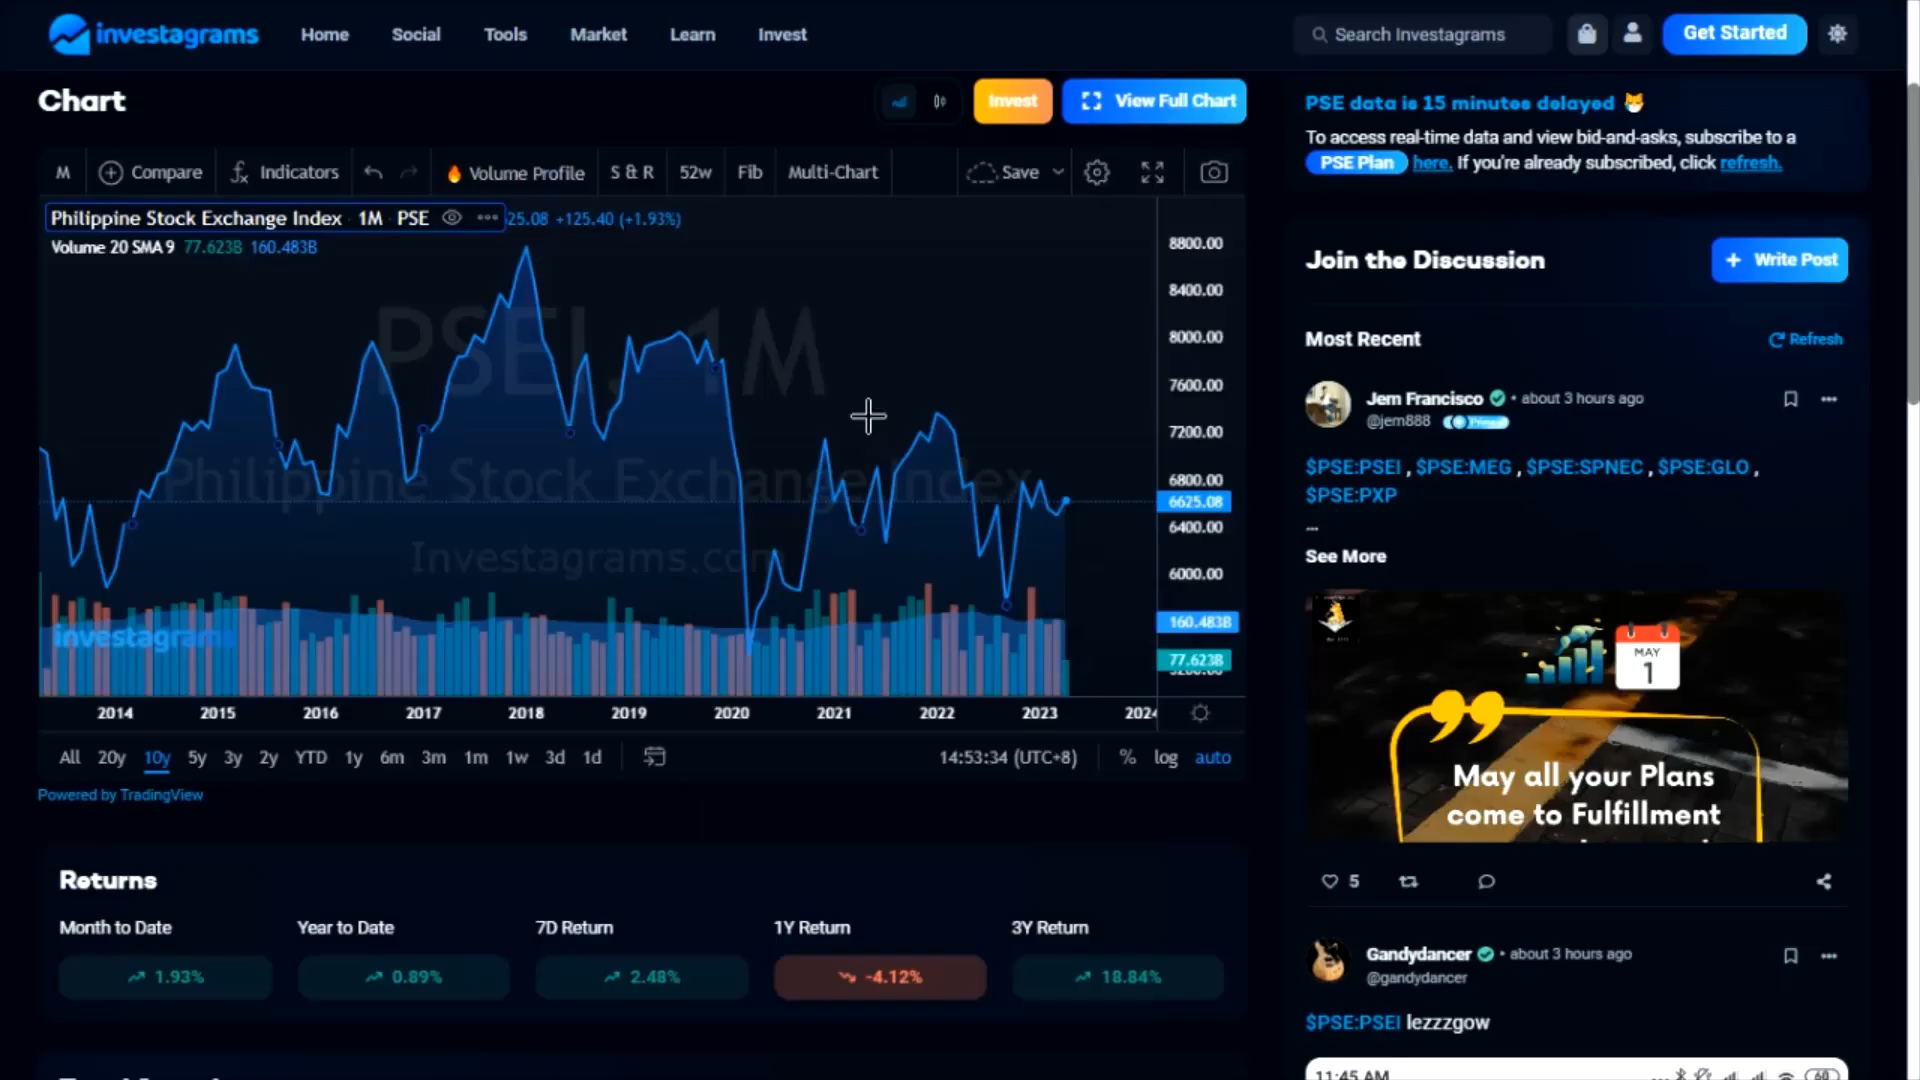 investagrams Home Social Tools Market Learn Invest Search Investagrams Get Started
Chart Invest View Full Chart
M Compare Indicators Volume Profile S & R 52w Fib Multi-Chart Save
Philippine Stock Exchange Index 1M PSE 25.08 +125.40 (+1.93%)
Volume 20 SMA 9 77.623B 160.483B
PSEI, 1M
Philippine Stock Exchange Index
Investagrams.com
investagrams
8800.00
8400.00
8000.00
7600.00
7200.00
6800.00
6625.08
6400.00
6000.00
160.483B
77.623B
2014 2015 2016 2017 2018 2019 2020 2021 2022 2023
All 20y 10y 5y 3y 2y YTD 1y 6m 3m 1m 1w 3d 1d 14:53:34 (UTC+8) % log auto
Powered by TradingView
Returns
Month to Date Year to Date 7D Return 1Y Return 3Y Return
1.93% 0.89% 2.48% -4.12% 18.84%
PSE data is 15 minutes delayed
To access real-time data and view bid-and-asks, subscribe to a
PSE Plan here. If you're already subscribed, click refresh.
Join the Discussion + Write Post
Most Recent Refresh
Jem Francisco • about 3 hours ago
@jem888
$PSE:PSEI , $PSE:MEG , $PSE:SPNEC , $PSE:GLO ,
$PSE:PXP
...
See More
MAY
1
May all your Plans
come to Fulfillment
5
Gandydancer • about 3 hours ago
@gandydancer
$PSE:PSEI lezzzgow
11:45 AM
60